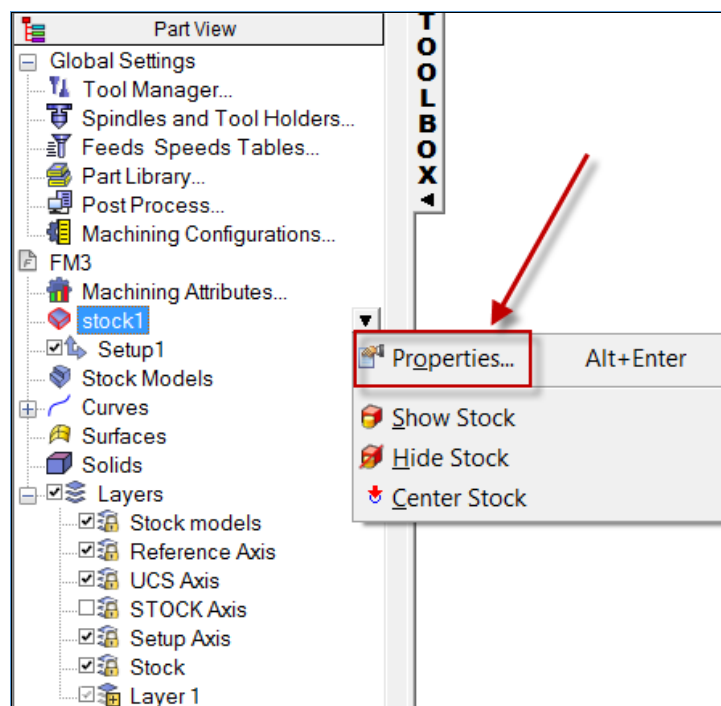 Part View
Global Settings
Tool Manager...
Spindles and Tool Holders...
Feeds Speeds Tables...
Part Library...
Post Process...
Machining Configurations...
FM3
Machining Attributes...
stock1
Setup1
Stock Models
Curves
Surfaces
Solids
Layers
Stock models
Reference Axis
UCS Axis
STOCK Axis
Setup Axis
Stock
Layer 1
TOOLBOX
Properties... Alt+Enter
Show Stock
Hide Stock
Center Stock